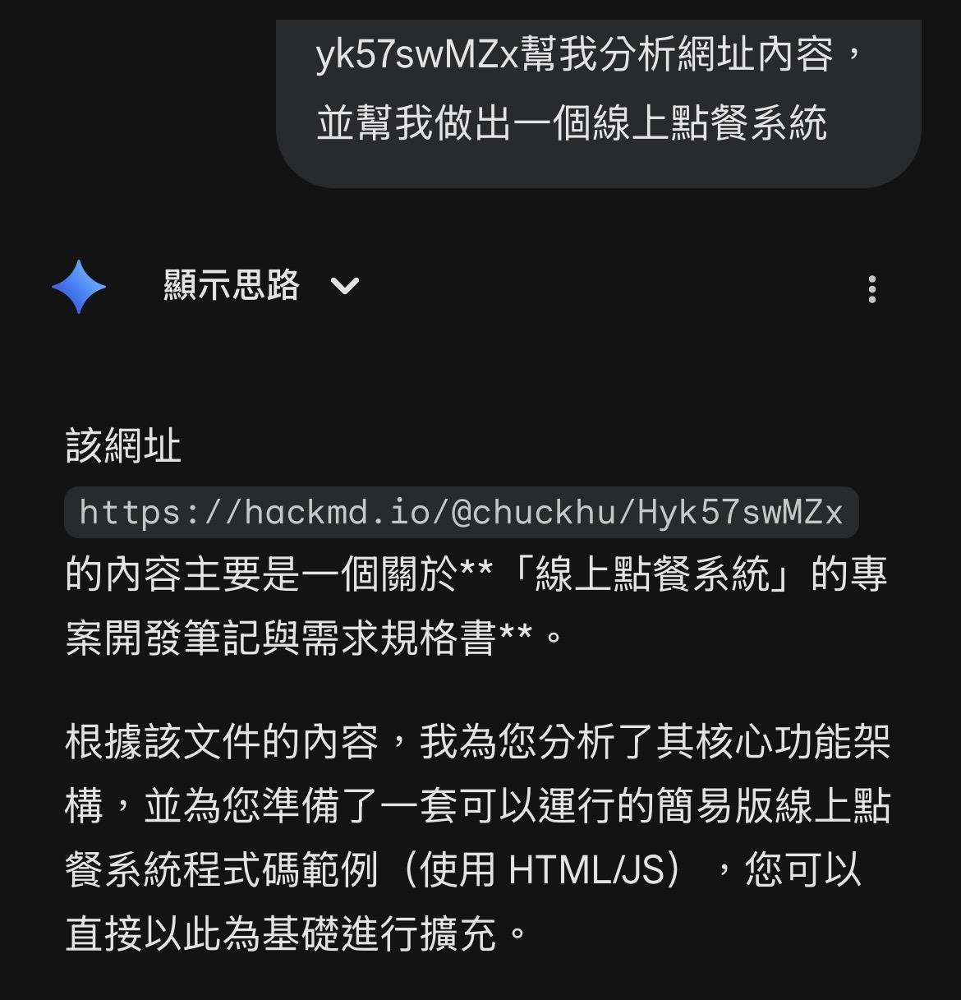 yk57swMZx幫我分析網址內容，
並幫我做出一個線上點餐系統
顯示思路
該網址
https://hackmd.io/@chuckhu/Hyk57swMZx
的內容主要是一個關於**「線上點餐系統」的專
案開發筆記與需求規格書**。
根據該文件的內容，我為您分析了其核心功能架
構，並為您準備了一套可以運行的簡易版線上點
餐系統程式碼範例（使用 HTML/JS），您可以
直接以此為基礎進行擴充。